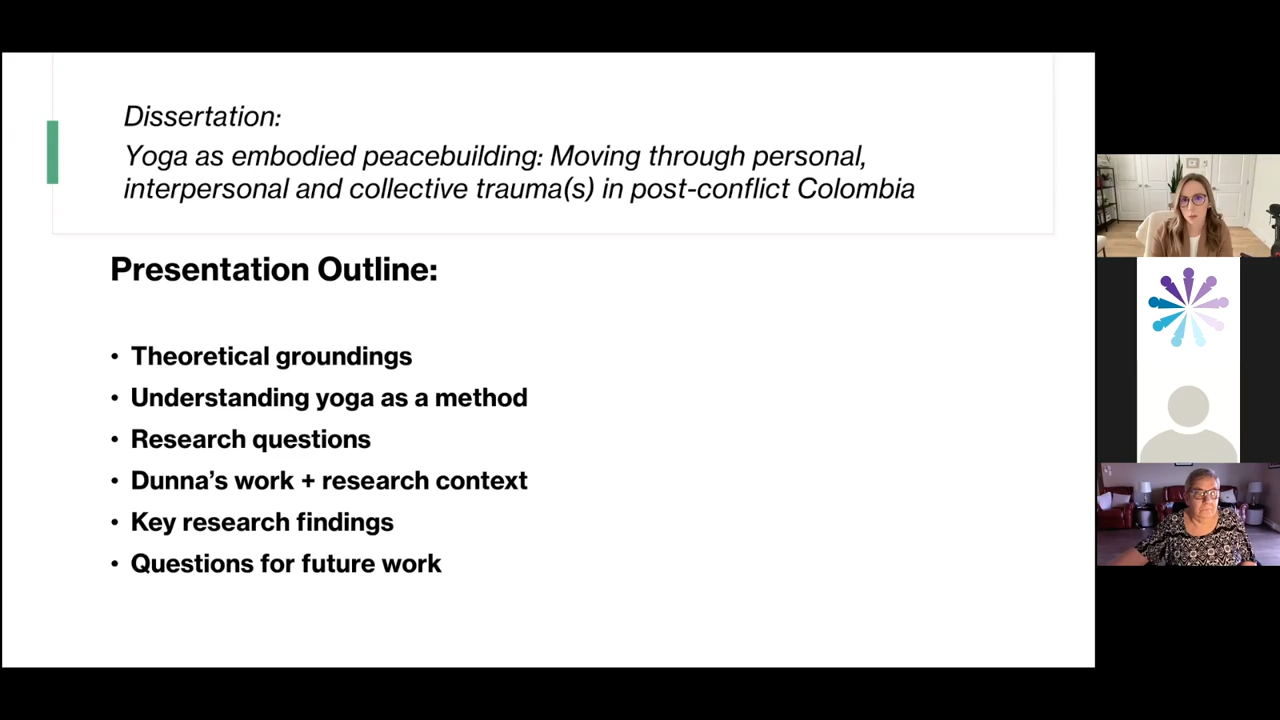 Dissertation:
Yoga as embodied peacebuilding: Moving through personal,
interpersonal and collective trauma(s) in post-conflict Colombia
Presentation Outline:
• Theoretical groundings
• Understanding yoga as a method
• Research questions
• Dunna’s work + research context
• Key research findings
• Questions for future work